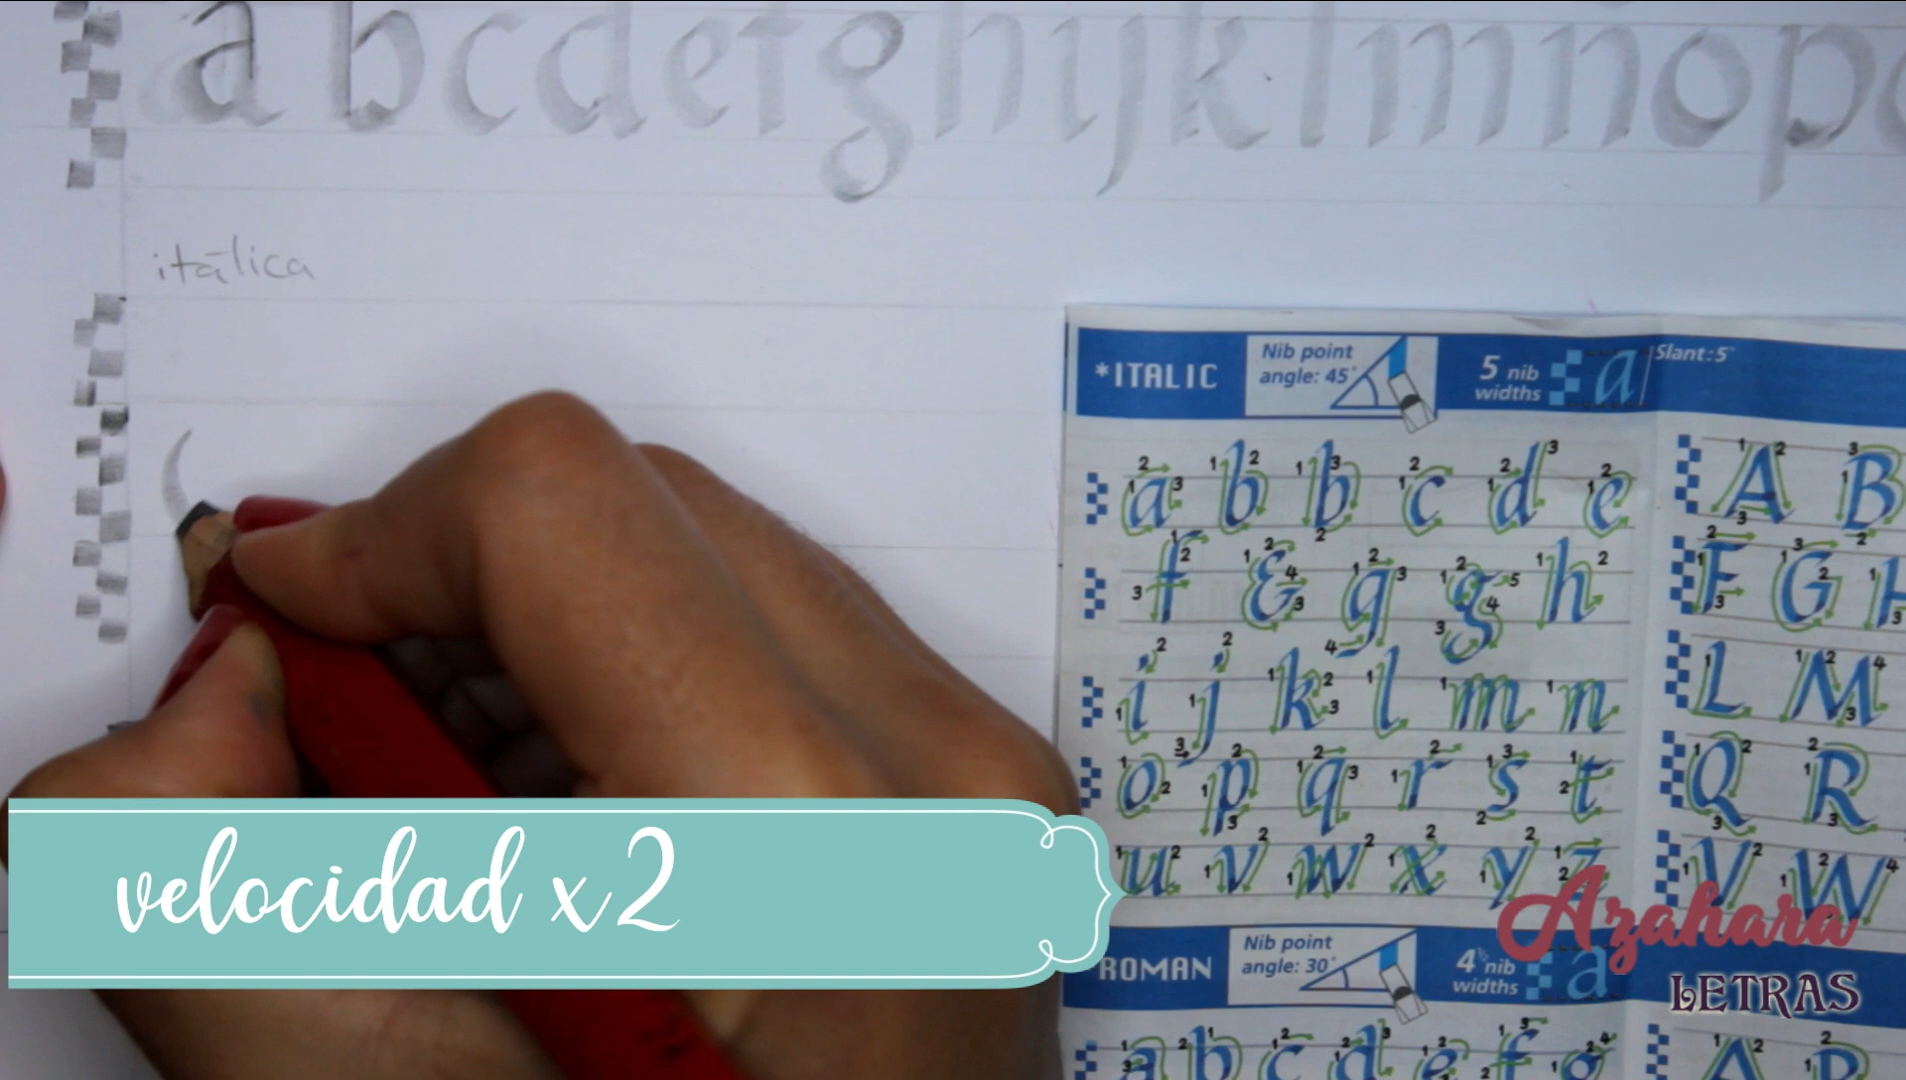 a b c d e f g h i j k l m n o p
itálica
*ITALIC
Nib point angle: 45°
5 nib widths
a
Slant: 5°
a b b c d e
A B
f & g g h
F G H
i j k l m n
L M
o p q r s t
Q R
u v w x y z
V W
velocidad x2
Azahara
LETRAS
ROMAN
Nib point angle: 30°
4½ nib widths
a
a b c d e f g
A B